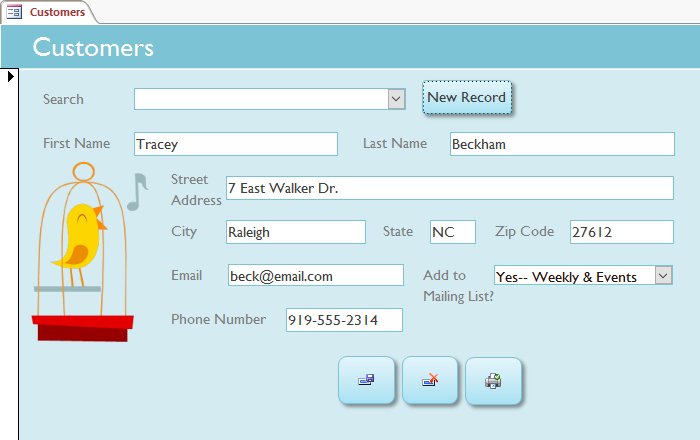 Customers
Customers
Search
New Record
First Name Tracey Last Name Beckham
Street Address 7 East Walker Dr.
City Raleigh State NC Zip Code 27612
Email beck@email.com Add to Mailing List? Yes-- Weekly & Events
Phone Number 919-555-2314